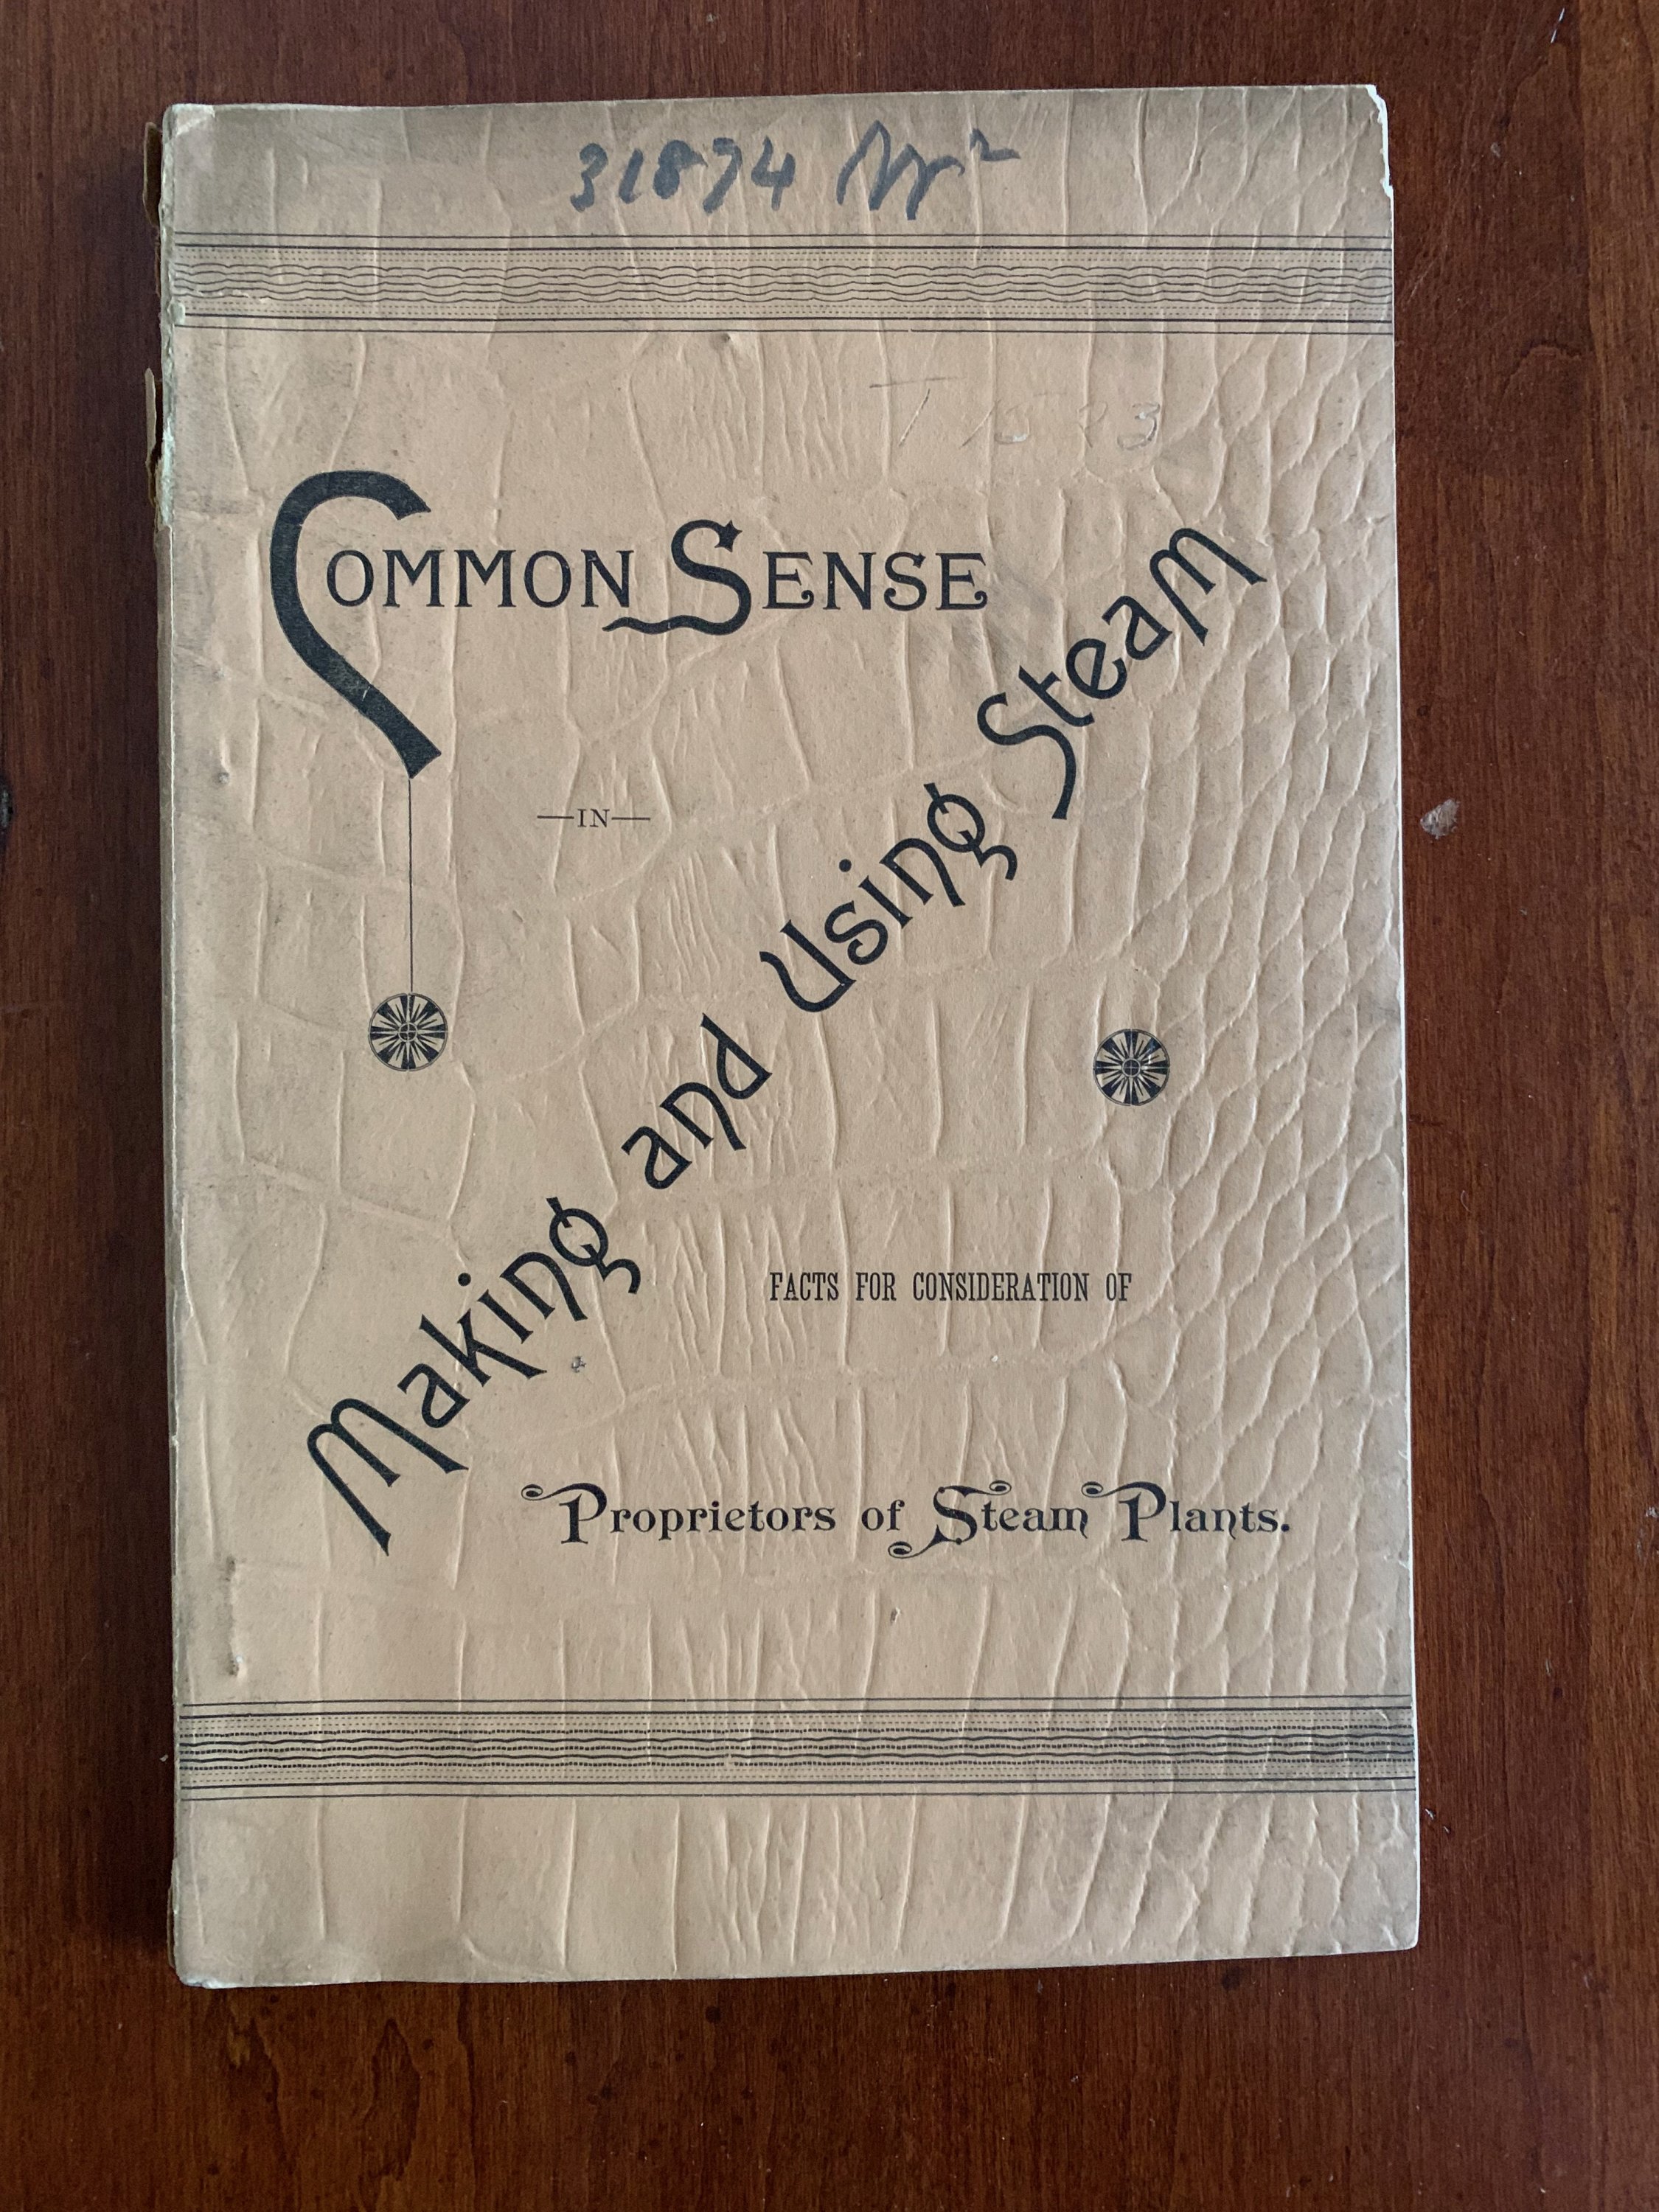 31874
COMMON SENSE
—IN—
Making and Using Steam
FACTS FOR CONSIDERATION OF
Proprietors of Steam Plants.